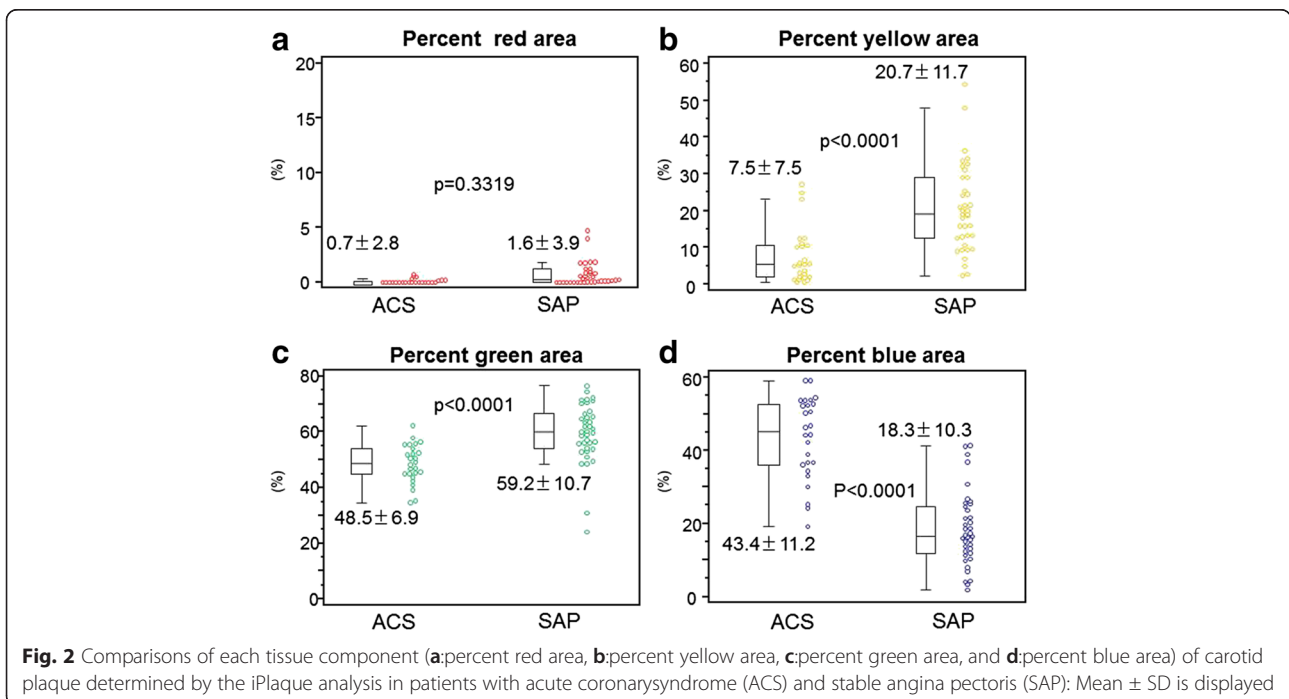 a Percent red area
20
15
10
5
0
(%)
p=0.3319
0.7±2.8
1.6±3.9
ACS SAP
b Percent yellow area
60
50
40
30
20
10
0
(%)
20.7±11.7
p<0.0001
7.5±7.5
ACS SAP
c Percent green area
80
60
40
20
0
(%)
p<0.0001
48.5±6.9
59.2±10.7
ACS SAP
d Percent blue area
60
40
20
0
(%)
18.3±10.3
P<0.0001
43.4±11.2
ACS SAP
Fig. 2 Comparisons of each tissue component (a:percent red area, b:percent yellow area, c:percent green area, and d:percent blue area) of carotid
plaque determined by the iPlaque analysis in patients with acute coronarysyndrome (ACS) and stable angina pectoris (SAP): Mean ± SD is displayed